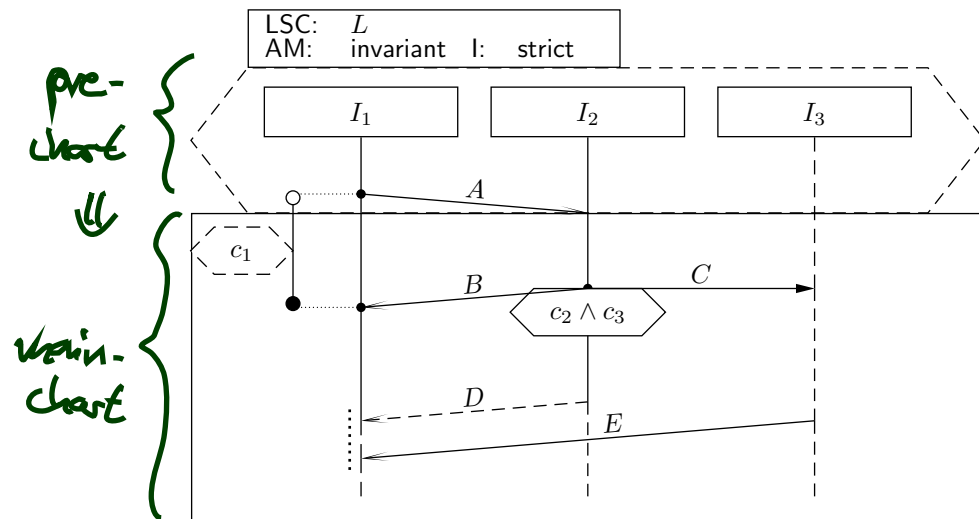 LSC: L
AM: invariant I: strict
pre-
chart
I₁ I₂ I₃
A
⇓
c₁
B C
c₂ ∧ c₃
main-
chart
D
E